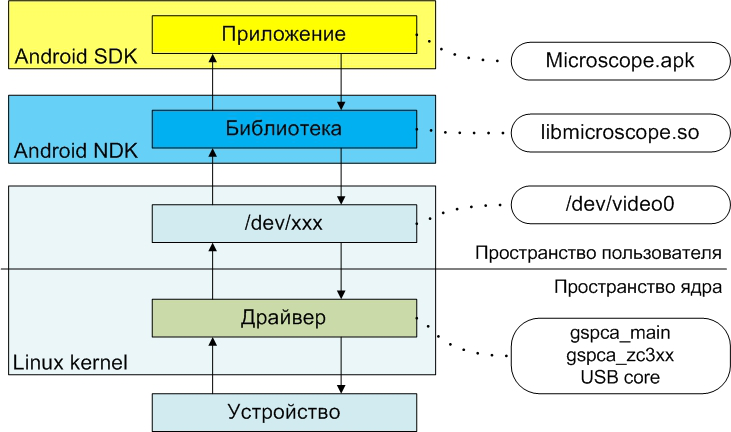 Приложение
Android SDK
Microscope.apk
Библиотека
Android NDK
libmicroscope.so
/dev/xxx
/dev/video0
Пространство пользователя
Пространство ядра
Драйвер
Linux kernel
gspca_main
gspca_zc3xx
USB core
Устройство